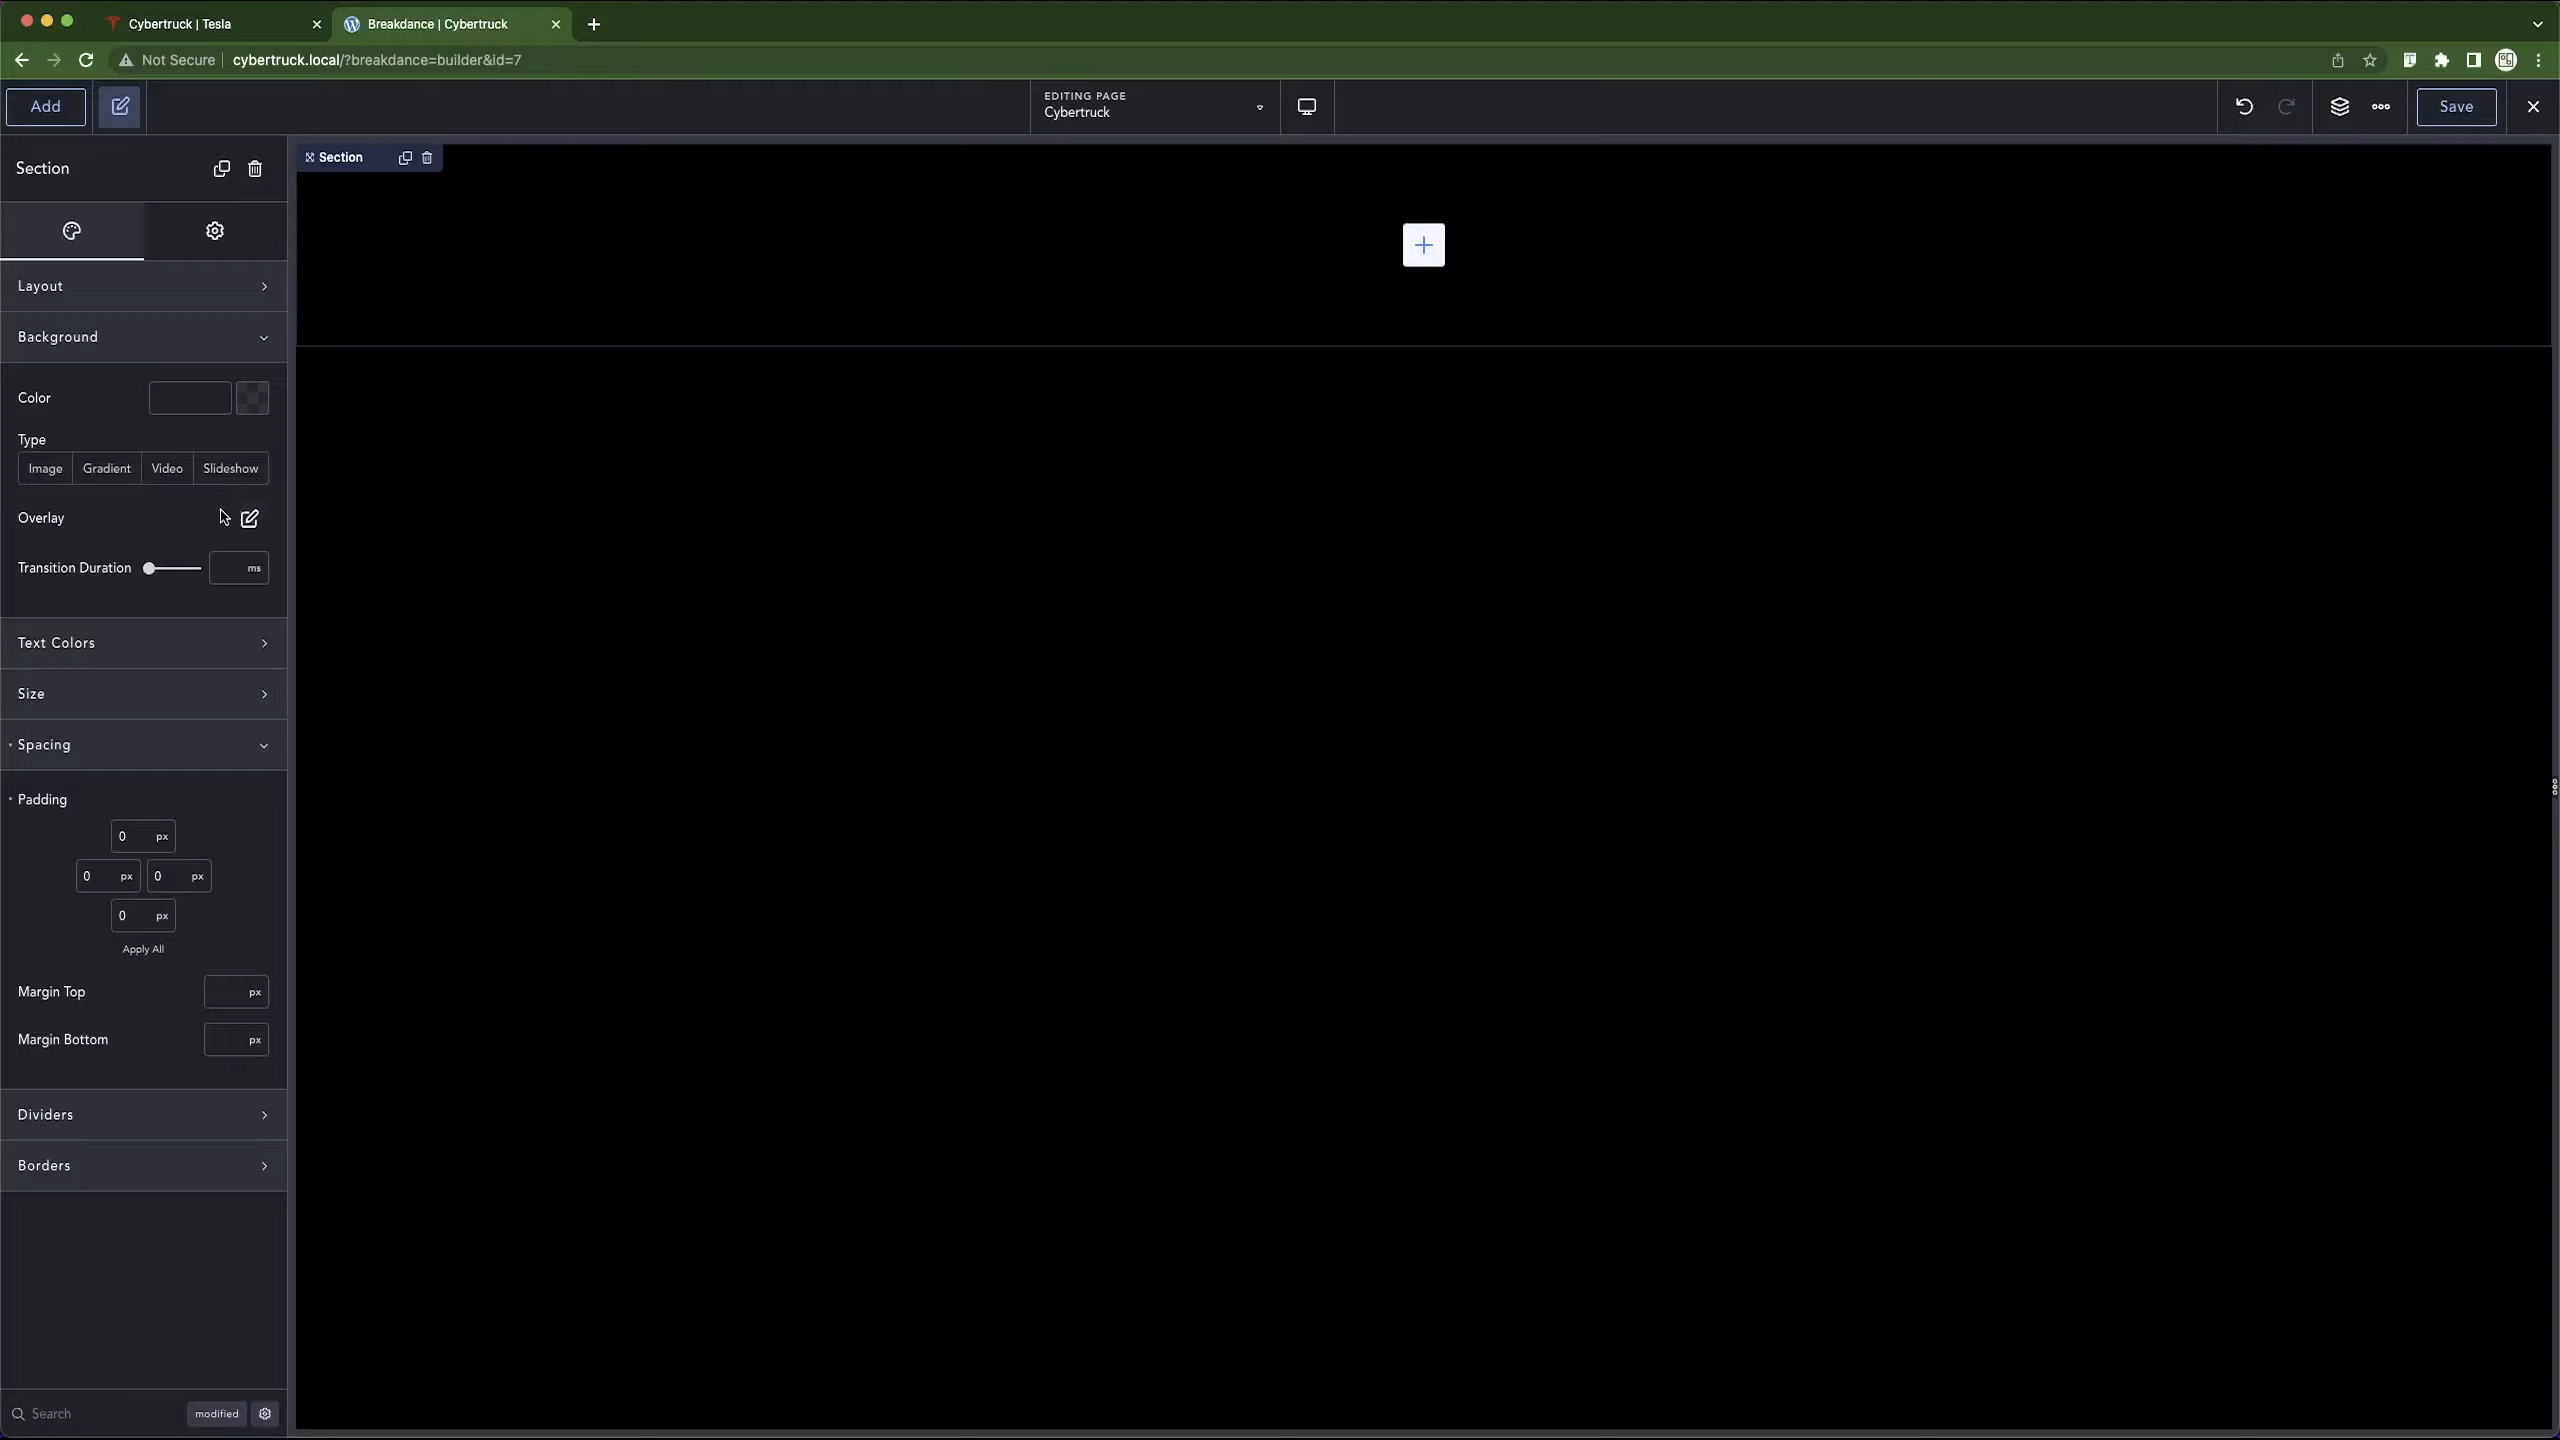 Cybertruck | Tesla
Breakdance | Cybertruck
Not Secure
cybertruck.local/?breakdance=builder&id=7
Add
EDITING PAGE
Cybertruck
Save
Section
Section
Layout
Background
Color
Type
Image Gradient Video Slideshow
Overlay
Transition Duration ms
Text Colors
Size
Spacing
Padding
0 px
0 px 0 px
0 px
Apply All
Margin Top px
Margin Bottom px
Dividers
Borders
Search modified